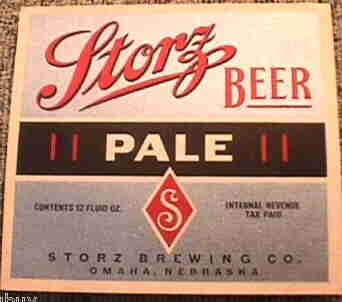 Storz
BEER
PALE
CONTENTS 12 FLUID OZ.
INTERNAL REVENUE
TAX PAID
S
STORZ BREWING CO.
OMAHA, NEBRASKA